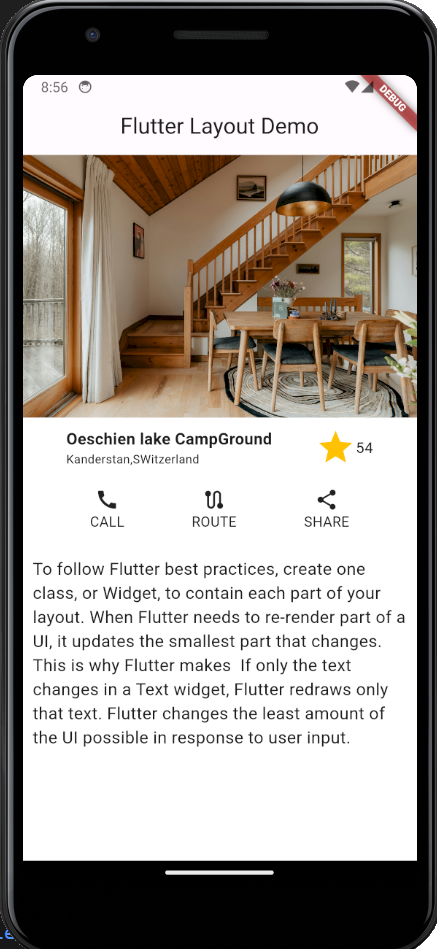 8:56
DEBUG
Flutter Layout Demo
Oeschien lake CampGround
54
Kanderstan,SWitzerland
CALL ROUTE SHARE
To follow Flutter best practices, create one
class, or Widget, to contain each part of your
layout. When Flutter needs to re-render part of a
UI, it updates the smallest part that changes.
This is why Flutter makes  If only the text
changes in a Text widget, Flutter redraws only
that text. Flutter changes the least amount of
the UI possible in response to user input.